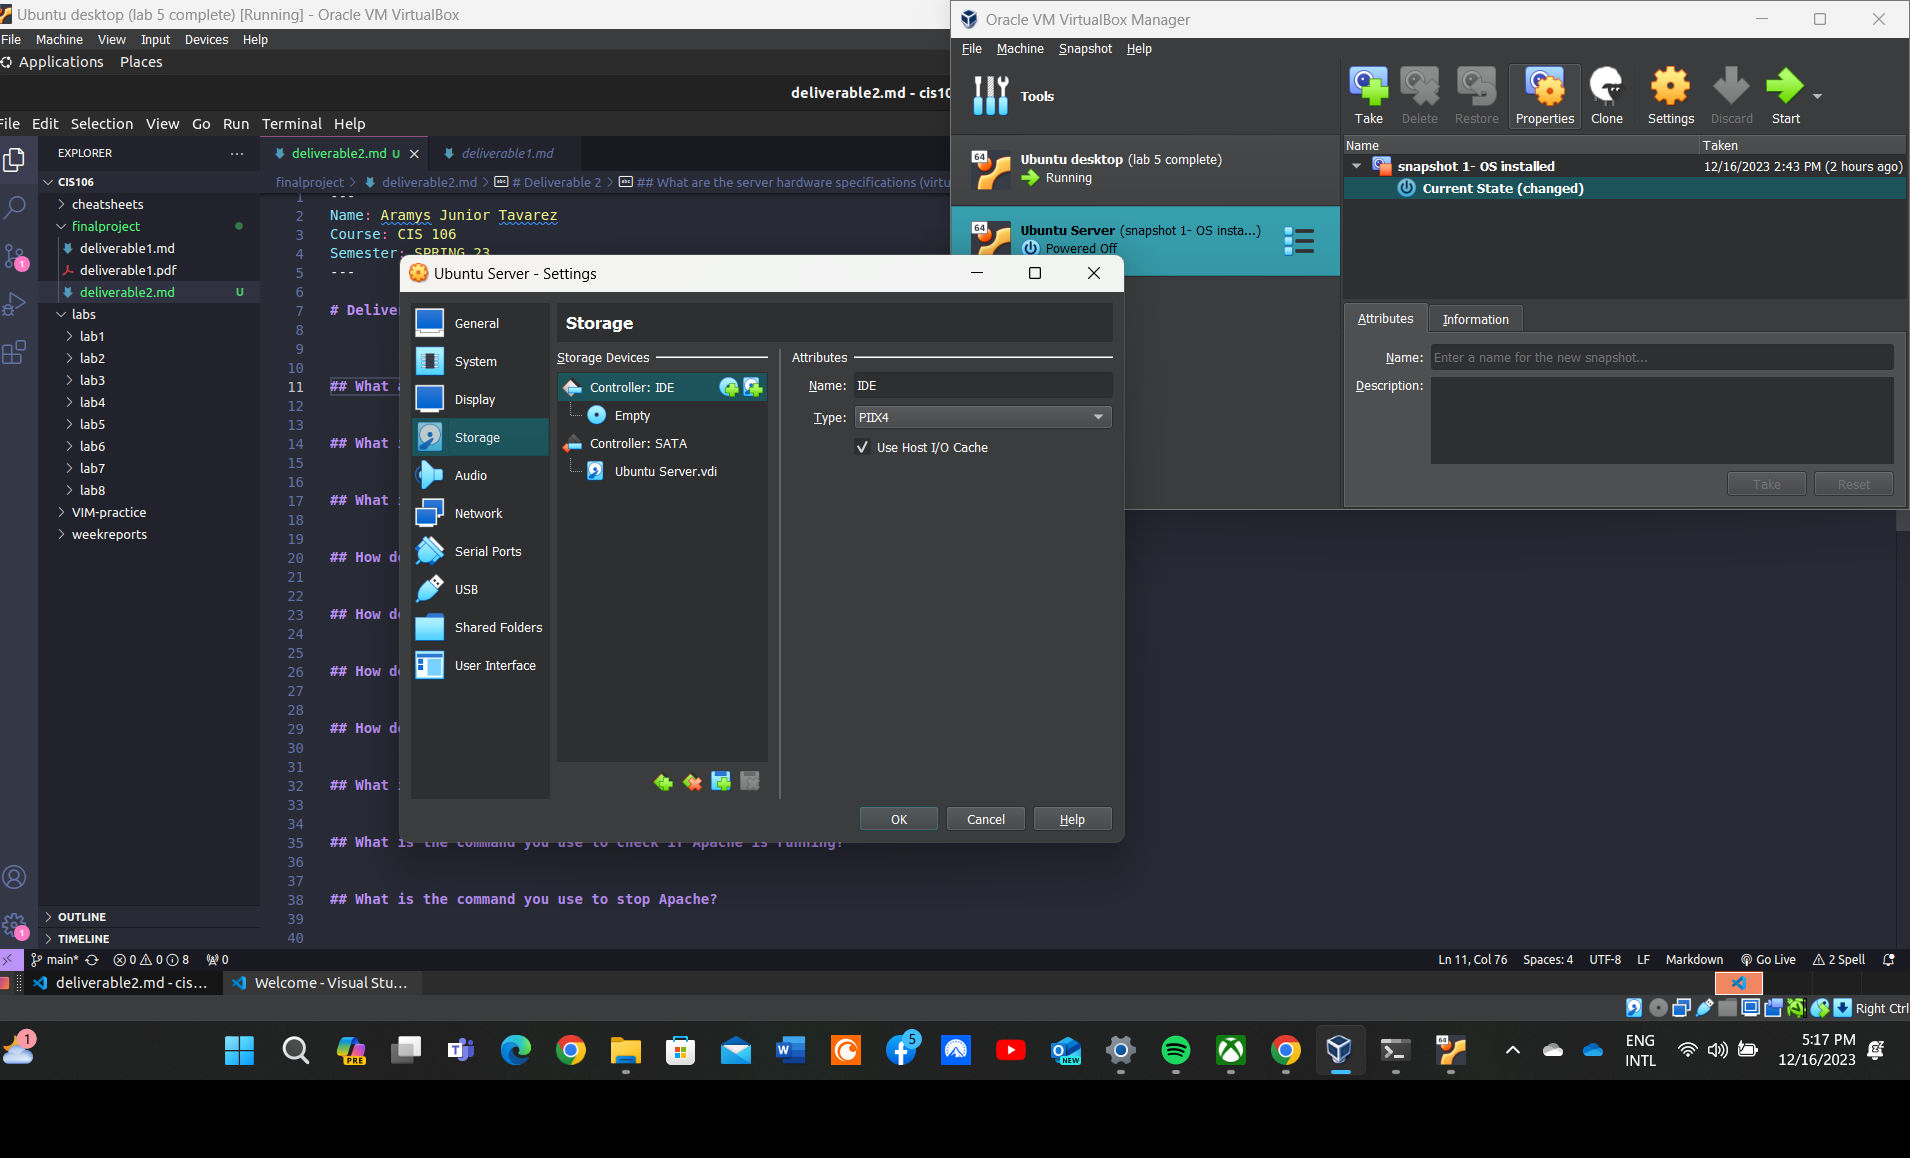 Ubuntu desktop (lab 5 complete) [Running] - Oracle VM VirtualBox
File Machine View Input Devices Help
Applications Places
deliverable2.md - cis10
File Edit Selection View Go Run Terminal Help
EXPLORER
CIS106
cheatsheets
finalproject
deliverable1.md
deliverable1.pdf
deliverable2.md U
labs
lab1
lab2
lab3
lab4
lab5
lab6
lab7
lab8
VIM-practice
weekreports
OUTLINE
TIMELINE
1
1
deliverable2.md U
deliverable1.md
finalproject > deliverable2.md > # Deliverable 2 > ## What are the server hardware specifications (virtu
1 ---
2 Name: Aramys Junior Tavarez
3 Course: CIS 106
4 Semester: SPRING 23
5 ---
6
7 # Deliver
8
9
11 ## What a
12
13
14 ## What i
15
16
17 ## What i
18
19
20 ## How do
21
22
23 ## How do
24
25
26 ## How do
27
28
29 ## How do
30
31
32 ## What i
33
34
35 ## What is the command you use to check if Apache is running?
36
37
38 ## What is the command you use to stop Apache?
39
40
main* 0 0 8 0
Ln 11, Col 76 Spaces: 4 UTF-8 LF Markdown Go Live 2 Spell
deliverable2.md - cis...
Welcome - Visual Stu...
Right Ctrl
Oracle VM VirtualBox Manager
File Machine Snapshot Help
Tools
64
Ubuntu desktop (lab 5 complete)
Running
64
Ubuntu Server (snapshot 1- OS insta...)
Powered Off
Take Delete Restore Properties Clone Settings Discard Start
Name Taken
snapshot 1- OS installed 12/16/2023 2:43 PM (2 hours ago)
Current State (changed)
Attributes Information
Name: Enter a name for the new snapshot...
Description:
Take Reset
Ubuntu Server - Settings
General
System
Display
Storage
Audio
Network
Serial Ports
USB
Shared Folders
User Interface
Storage
Storage Devices
Controller: IDE
Empty
Controller: SATA
Ubuntu Server.vdi
Attributes
Name: IDE
Type: PIIX4
Use Host I/O Cache
OK Cancel Help
1
PRE
5
NEW
64
ENG
INTL
5:17 PM
12/16/2023